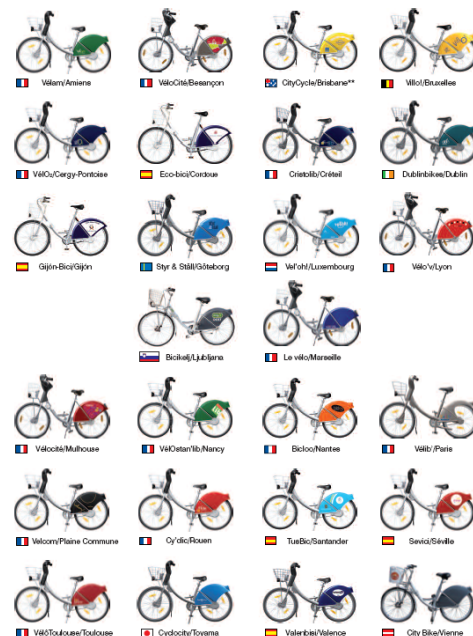 Vélam/Amiens
VéloCité/Besançon
CityCycle/Brisbane**
Villo!/Bruxelles
VélO₂/Cergy-Pontoise
Eco-bici/Cordoue
Cristolib/Créteil
Dublinbikes/Dublin
Gijón-Bici/Gijón
Styr & Ställ/Göteborg
Vel'oh!/Luxembourg
Vélo'v/Lyon
Bicikelj/Ljubljana
Le vélo/Marseille
Vélocité/Mulhouse
VélOstan'lib/Nancy
Bicloo/Nantes
Vélib'/Paris
Velcom/Plaine Commune
Cy'clic/Rouen
TusBic/Santander
Sevici/Séville
VélôToulouse/Toulouse
Cyclocity/Toyama
Valenbisi/Valence
City Bike/Vienne